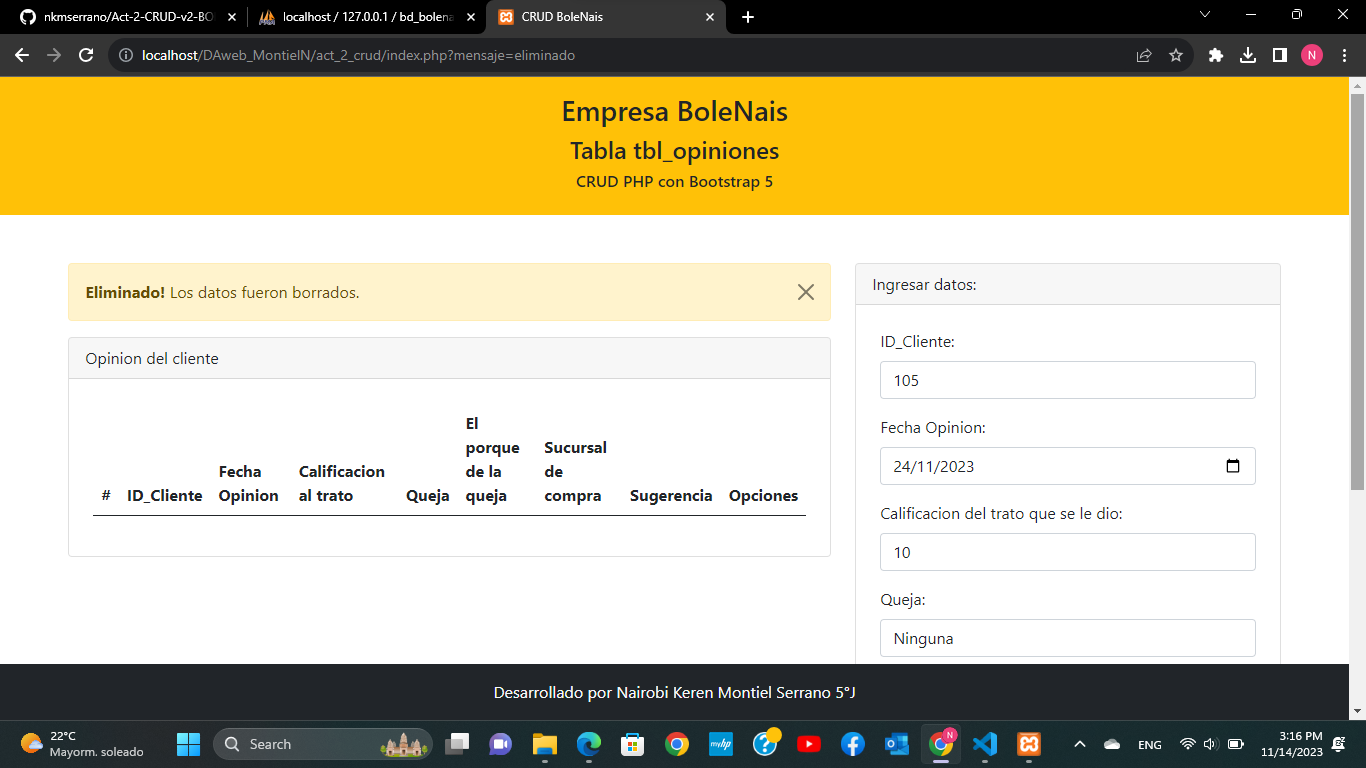 nkmserrano/Act-2-CRUD-v2-BO
localhost / 127.0.0.1 / bd_bolena
CRUD BoleNais
localhost/DAweb_MontielN/act_2_crud/index.php?mensaje=eliminado
N
Empresa BoleNais
Tabla tbl_opiniones
CRUD PHP con Bootstrap 5
Eliminado! Los datos fueron borrados.
Opinion del cliente
# ID_Cliente Fecha Opinion Calificacion al trato Queja El porque de la queja Sucursal de compra Sugerencia Opciones
Ingresar datos:
ID_Cliente:
105
Fecha Opinion:
24/11/2023
Calificacion del trato que se le dio:
10
Queja:
Ninguna
Desarrollado por Nairobi Keren Montiel Serrano 5°J
22°C
Mayorm. soleado
Search
myhp
N
ENG
3:16 PM
11/14/2023